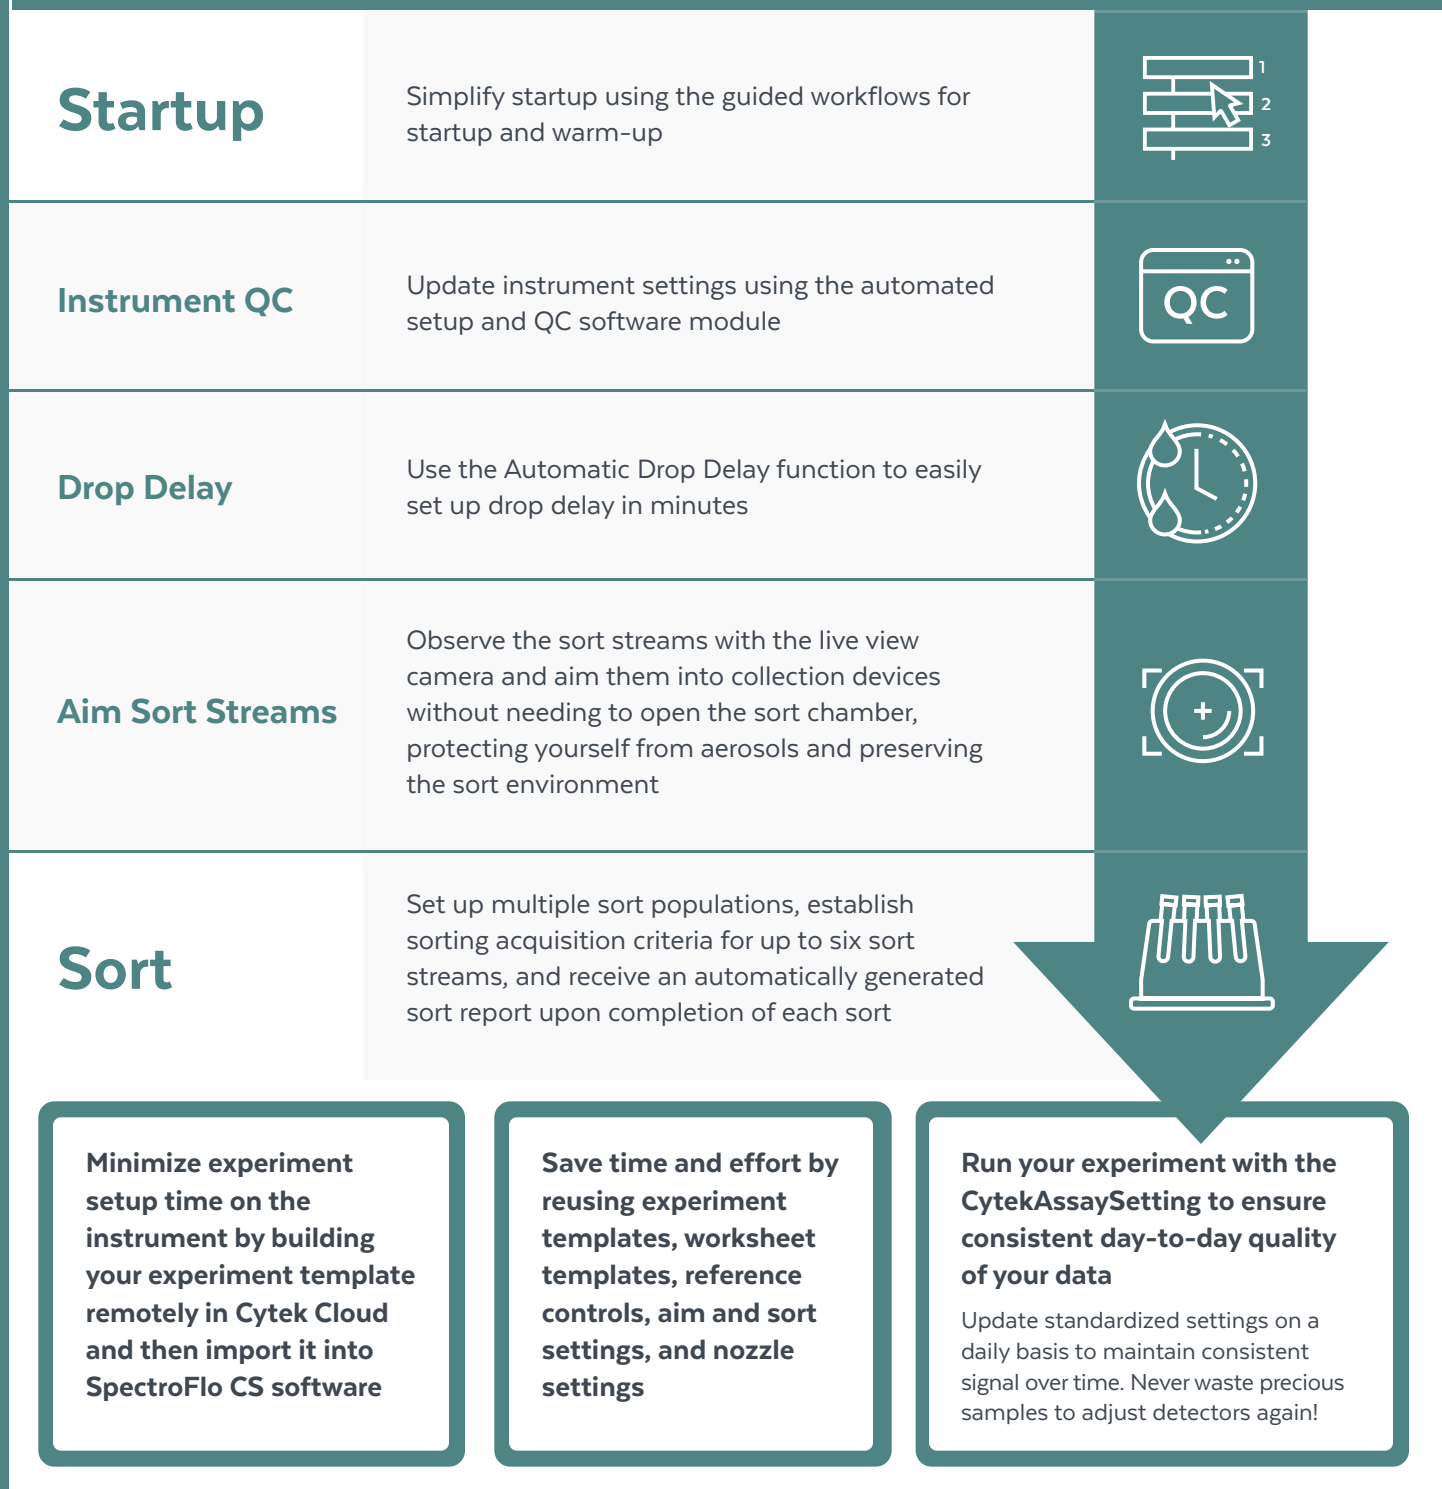 Startup
Simplify startup using the guided workflows for
startup and warm-up
1
2
3
Instrument QC
Update instrument settings using the automated
setup and QC software module
QC
Drop Delay
Use the Automatic Drop Delay function to easily
set up drop delay in minutes
Aim Sort Streams
Observe the sort streams with the live view
camera and aim them into collection devices
without needing to open the sort chamber,
protecting yourself from aerosols and preserving
the sort environment
Sort
Set up multiple sort populations, establish
sorting acquisition criteria for up to six sort
streams, and receive an automatically generated
sort report upon completion of each sort
Minimize experiment
setup time on the
instrument by building
your experiment template
remotely in Cytek Cloud
and then import it into
SpectroFlo CS software
Save time and effort by
reusing experiment
templates, worksheet
templates, reference
controls, aim and sort
settings, and nozzle
settings
Run your experiment with the
CytekAssaySetting to ensure
consistent day-to-day quality
of your data
Update standardized settings on a
daily basis to maintain consistent
signal over time. Never waste precious
samples to adjust detectors again!